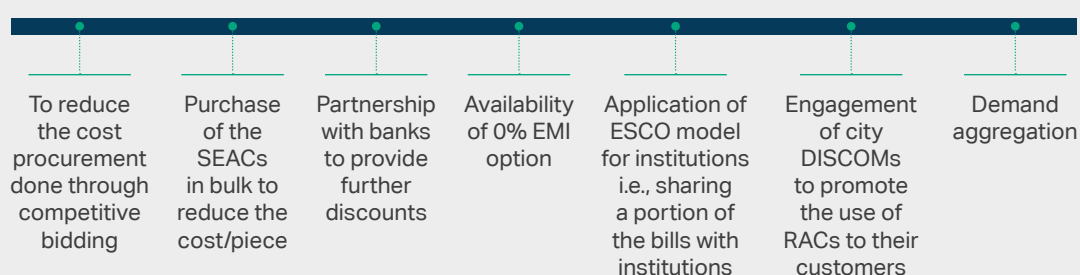 To reduce
the cost
procurement
done through
competitive
bidding
Purchase
of the
SEACs
in bulk to
reduce the
cost/piece
Partnership
with banks
to provide
further
discounts
Availability
of 0% EMI
option
Application of
ESCO model
for institutions
i.e., sharing
a portion of
the bills with
institutions
Engagement
of city
DISCOMs
to promote
the use of
RACs to their
customers
Demand
aggregation